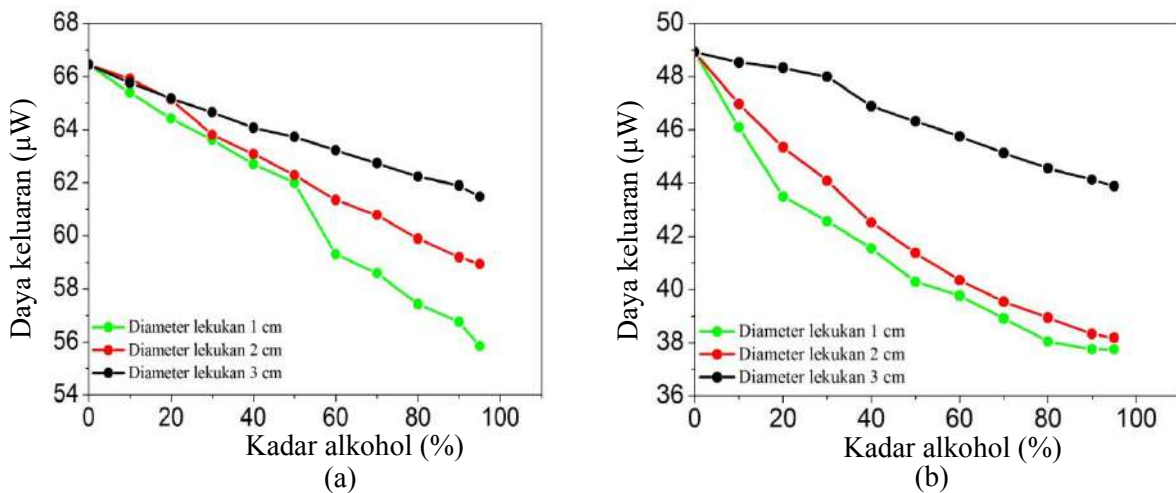 68
66
64
62
60
58
56
54
Daya keluaran (µW)
Diameter lekukan 1 cm
Diameter lekukan 2 cm
Diameter lekukan 3 cm
0 20 40 60 80 100
Kadar alkohol (%)
(a)
50
48
46
44
42
40
38
36
Daya keluaran (µW)
Diameter lekukan 1 cm
Diameter lekukan 2 cm
Diameter lekukan 3 cm
0 20 40 60 80 100
Kadar alkohol (%)
(b)